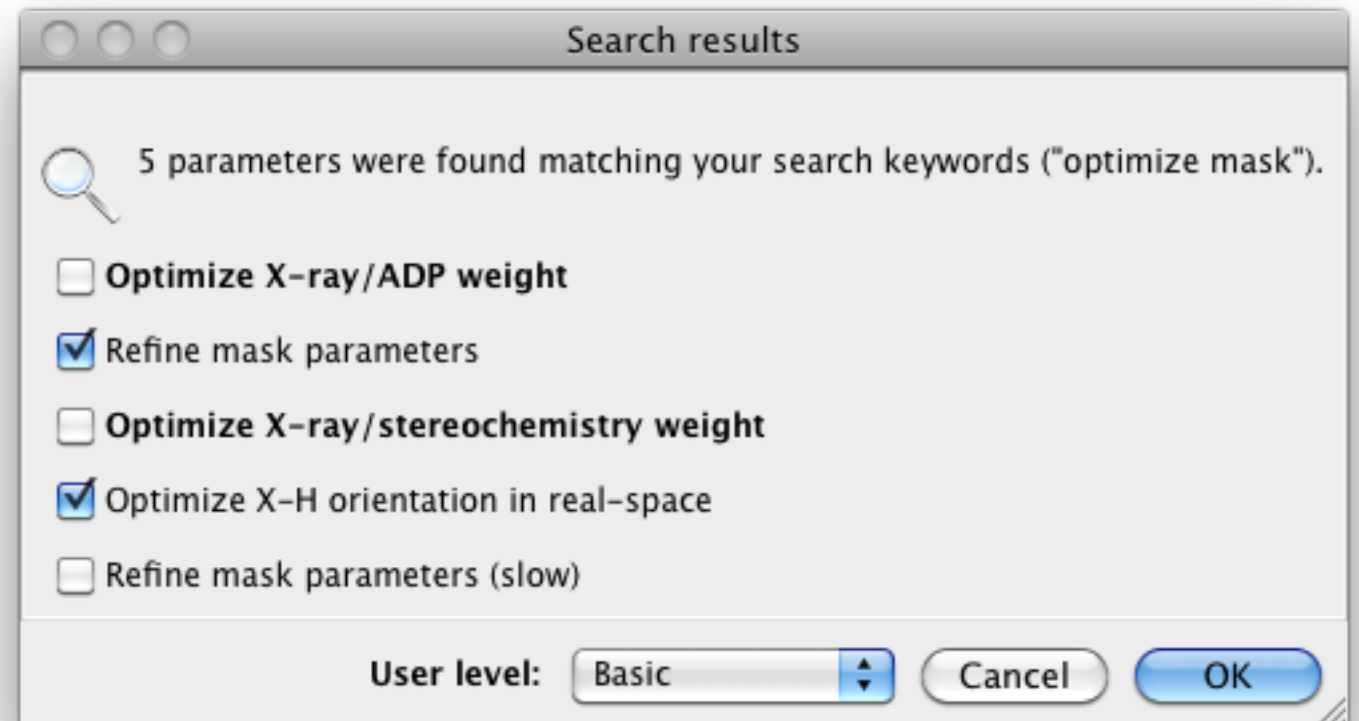 Search results
5 parameters were found matching your search keywords ("optimize mask").
Optimize X-ray/ADP weight
Refine mask parameters
Optimize X-ray/stereochemistry weight
Optimize X-H orientation in real-space
Refine mask parameters (slow)
User level: Basic Cancel OK